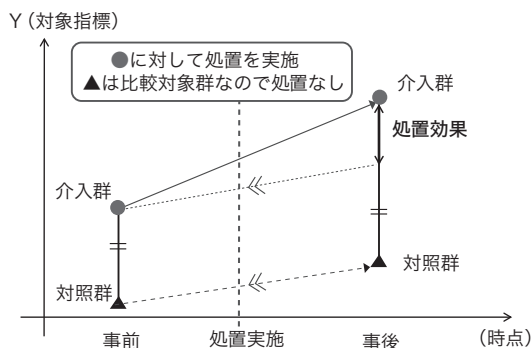 Y（対象指標）
●に対して処置を実施
▲は比較対象群なので処置なし
介入群
処置効果
介入群
対照群
対照群
事前
処置実施
事後
（時点）